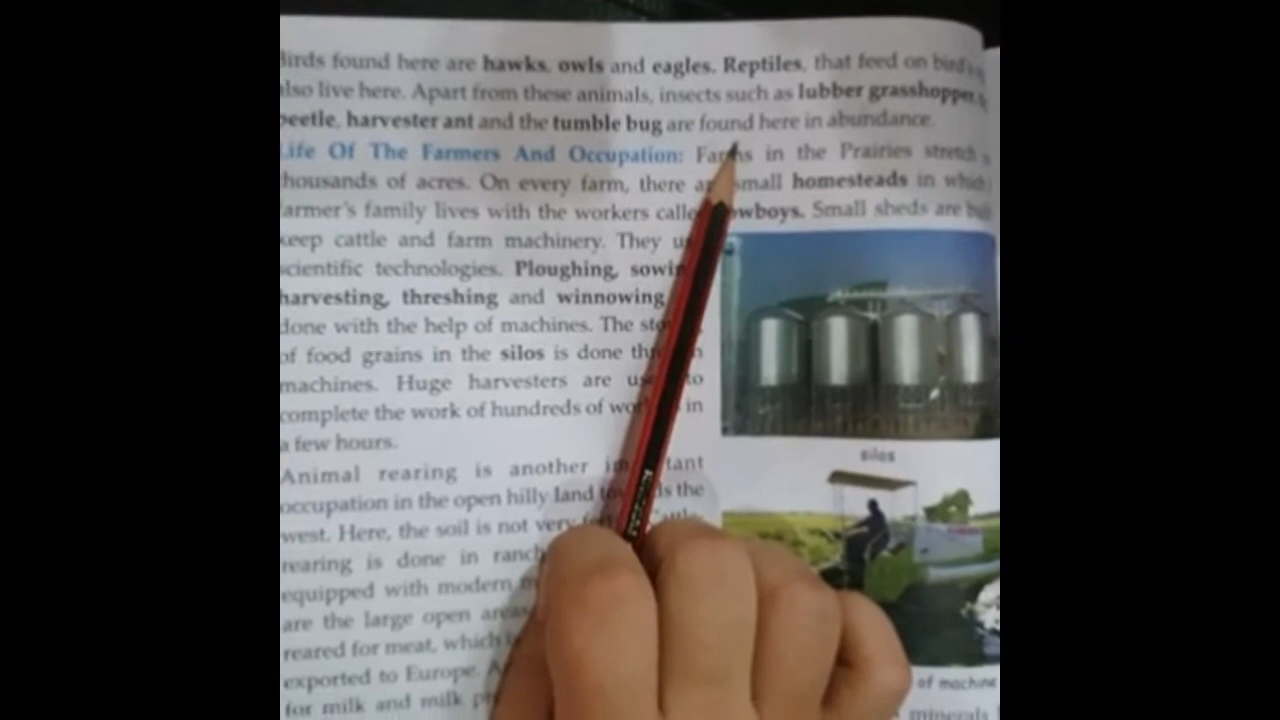 Birds found here are hawks, owls and eagles. Reptiles, that feed on birds
also live here. Apart from these animals, insects such as lubber grasshopper,
beetle, harvester ant and the tumble bug are found here in abundance.
Life Of The Farmers And Occupation: Farms in the Prairies stretch
thousands of acres. On every farm, there are small homesteads in which
farmer's family lives with the workers called cowboys. Small sheds are
keep cattle and farm machinery. They
scientific technologies. Ploughing, sowing
harvesting, threshing and winnowing
done with the help of machines. The
of food grains in the silos is done through
machines. Huge harvesters are used to
complete the work of hundreds of workers in
a few hours.
silos
Animal rearing is another important
occupation in the open hilly land towards the
west. Here, the soil is not very
rearing is done in
equipped with modern
are the large open areas
reared for meat, which
exported to Europe.
for milk and milk
of machine
minerals